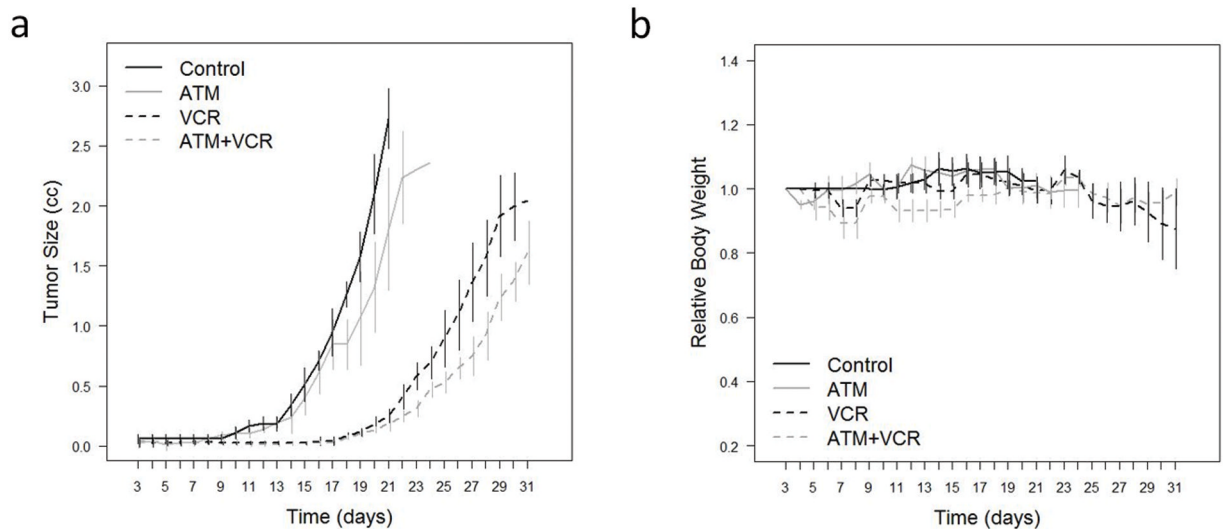 a
Tumor Size (cc)
3.0
2.5
2.0
1.5
1.0
0.5
0.0
Control
ATM
VCR
ATM+VCR
3 5 7 9 11 13 15 17 19 21 23 25 27 29 31
Time (days)
b
Relative Body Weight
1.4
1.2
1.0
0.8
0.6
0.4
0.2
Control
ATM
VCR
ATM+VCR
3 5 7 9 11 13 15 17 19 21 23 25 27 29 31
Time (days)